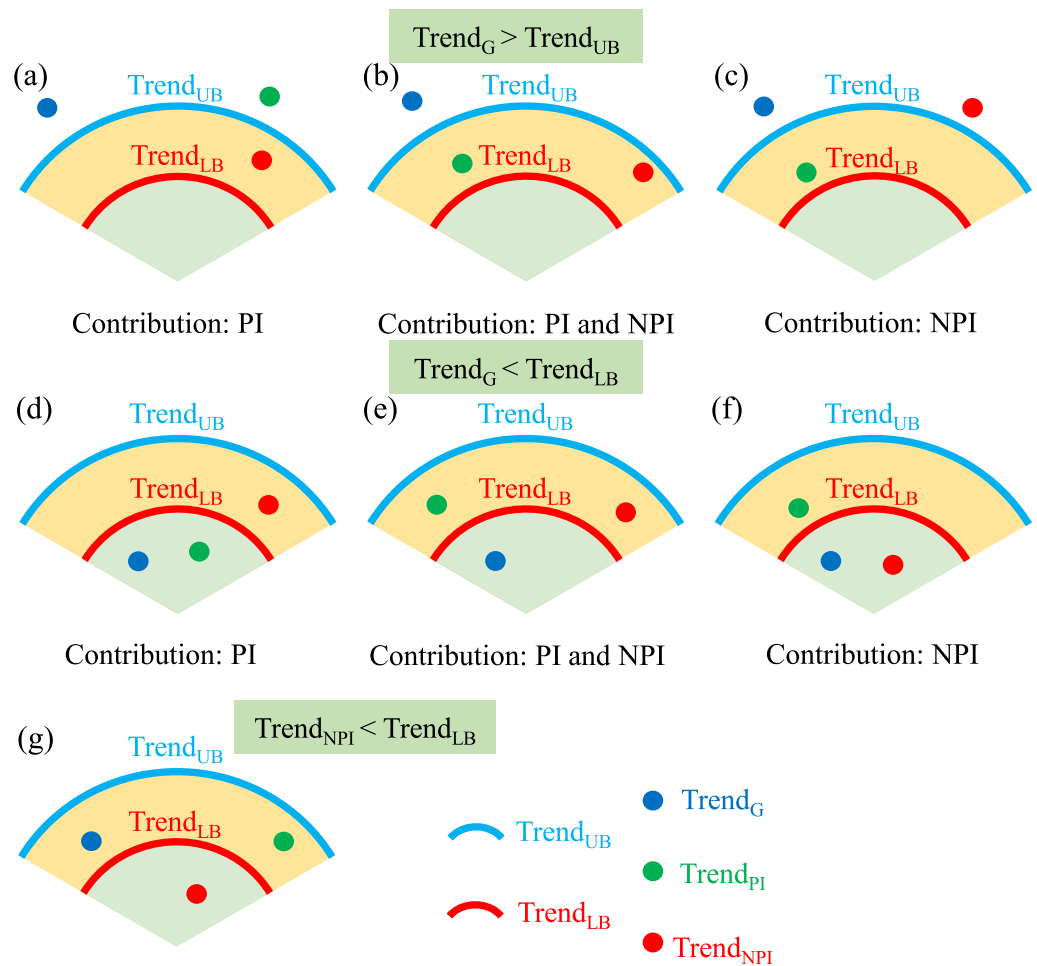 Trend_G > Trend_UB
(a) (b) (c)
Trend_UB Trend_UB Trend_UB
Trend_LB Trend_LB Trend_LB
Contribution: PI Contribution: PI and NPI Contribution: NPI
Trend_G < Trend_LB
(d) (e) (f)
Trend_UB Trend_UB Trend_UB
Trend_LB Trend_LB Trend_LB
Contribution: PI Contribution: PI and NPI Contribution: NPI
Trend_NPI < Trend_LB
(g)
Trend_UB
Trend_LB
Trend_UB
Trend_LB
Trend_G
Trend_PI
Trend_NPI